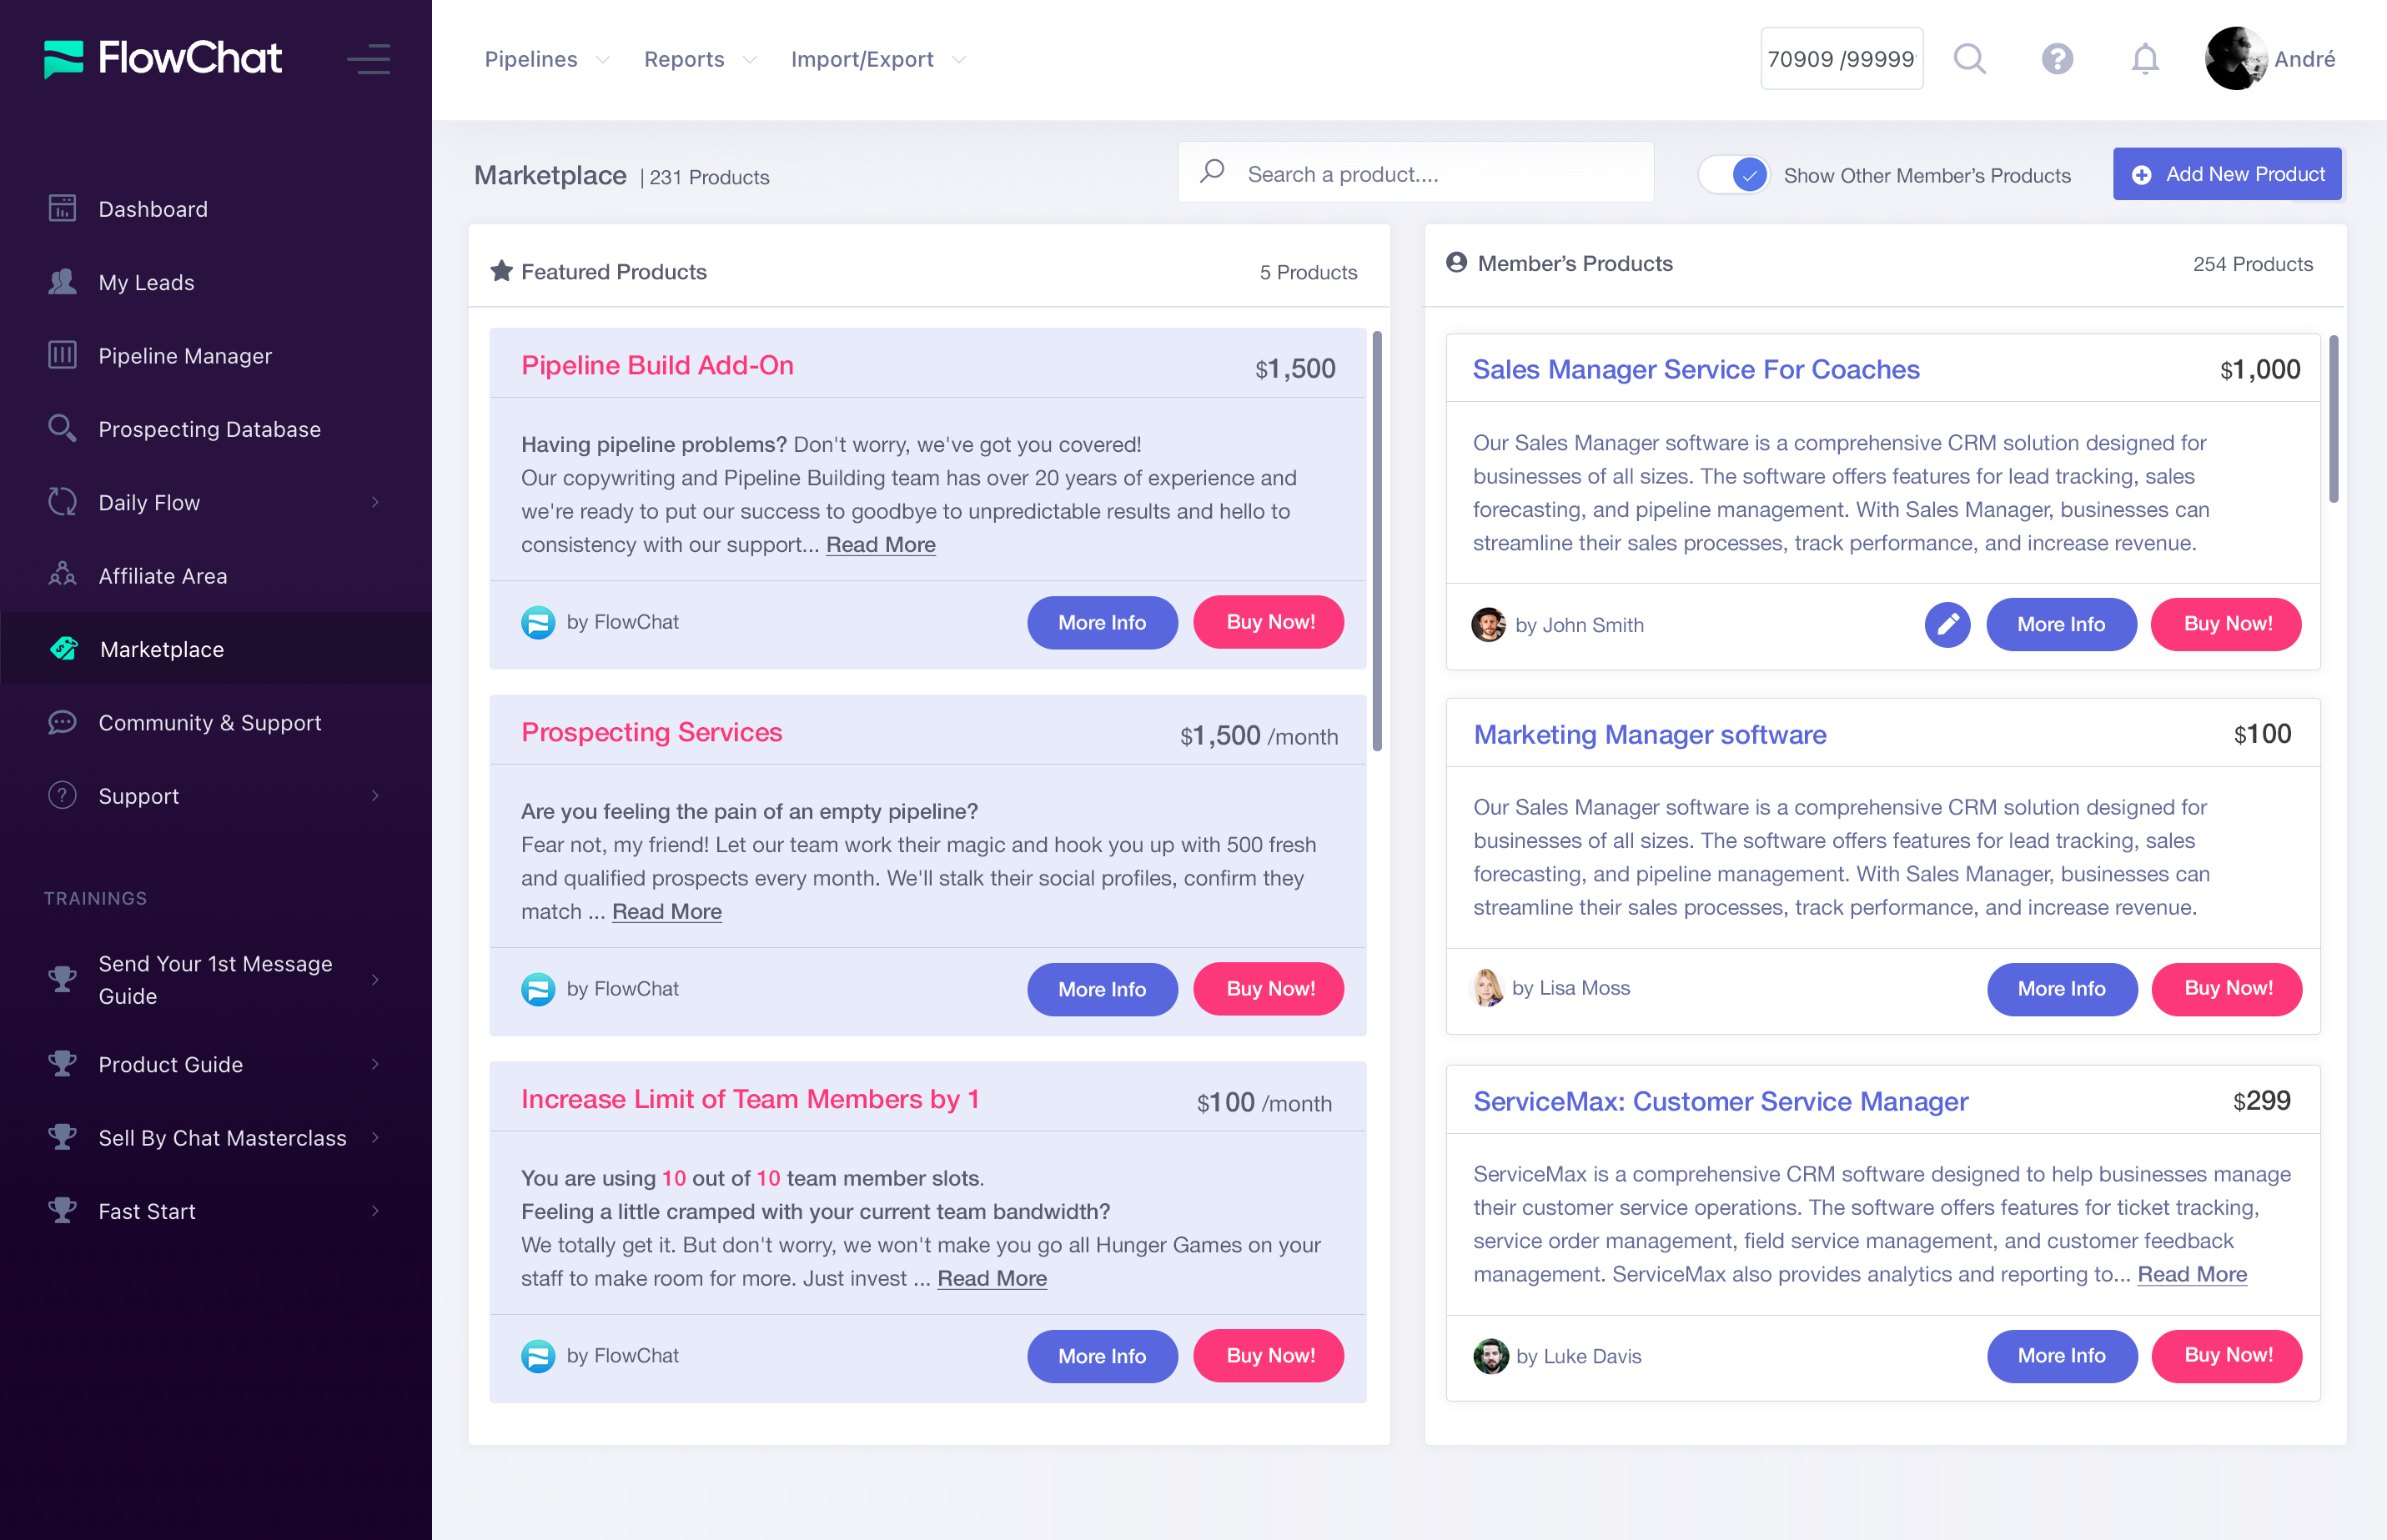 FlowChat
Dashboard
My Leads
Pipeline Manager
Prospecting Database
Daily Flow
Affiliate Area
Marketplace
Community & Support
Support
TRAININGS
Send Your 1st Message
Guide
Product Guide
Sell By Chat Masterclass
Fast Start
Pipelines Reports Import/Export
70909 /99999
André
Marketplace | 231 Products
Search a product....
Show Other Member’s Products
Add New Product
Featured Products 5 Products
Pipeline Build Add-On $1,500
Having pipeline problems? Don't worry, we've got you covered!
Our copywriting and Pipeline Building team has over 20 years of experience and
we're ready to put our success to goodbye to unpredictable results and hello to
consistency with our support... Read More
by FlowChat More Info Buy Now!
Prospecting Services $1,500 /month
Are you feeling the pain of an empty pipeline?
Fear not, my friend! Let our team work their magic and hook you up with 500 fresh
and qualified prospects every month. We'll stalk their social profiles, confirm they
match ... Read More
by FlowChat More Info Buy Now!
Increase Limit of Team Members by 1 $100 /month
You are using 10 out of 10 team member slots.
Feeling a little cramped with your current team bandwidth?
We totally get it. But don't worry, we won't make you go all Hunger Games on your
staff to make room for more. Just invest ... Read More
by FlowChat More Info Buy Now!
Member’s Products 254 Products
Sales Manager Service For Coaches $1,000
Our Sales Manager software is a comprehensive CRM solution designed for
businesses of all sizes. The software offers features for lead tracking, sales
forecasting, and pipeline management. With Sales Manager, businesses can
streamline their sales processes, track performance, and increase revenue.
by John Smith More Info Buy Now!
Marketing Manager software $100
Our Sales Manager software is a comprehensive CRM solution designed for
businesses of all sizes. The software offers features for lead tracking, sales
forecasting, and pipeline management. With Sales Manager, businesses can
streamline their sales processes, track performance, and increase revenue.
by Lisa Moss More Info Buy Now!
ServiceMax: Customer Service Manager $299
ServiceMax is a comprehensive CRM software designed to help businesses manage
their customer service operations. The software offers features for ticket tracking,
service order management, field service management, and customer feedback
management. ServiceMax also provides analytics and reporting to... Read More
by Luke Davis More Info Buy Now!